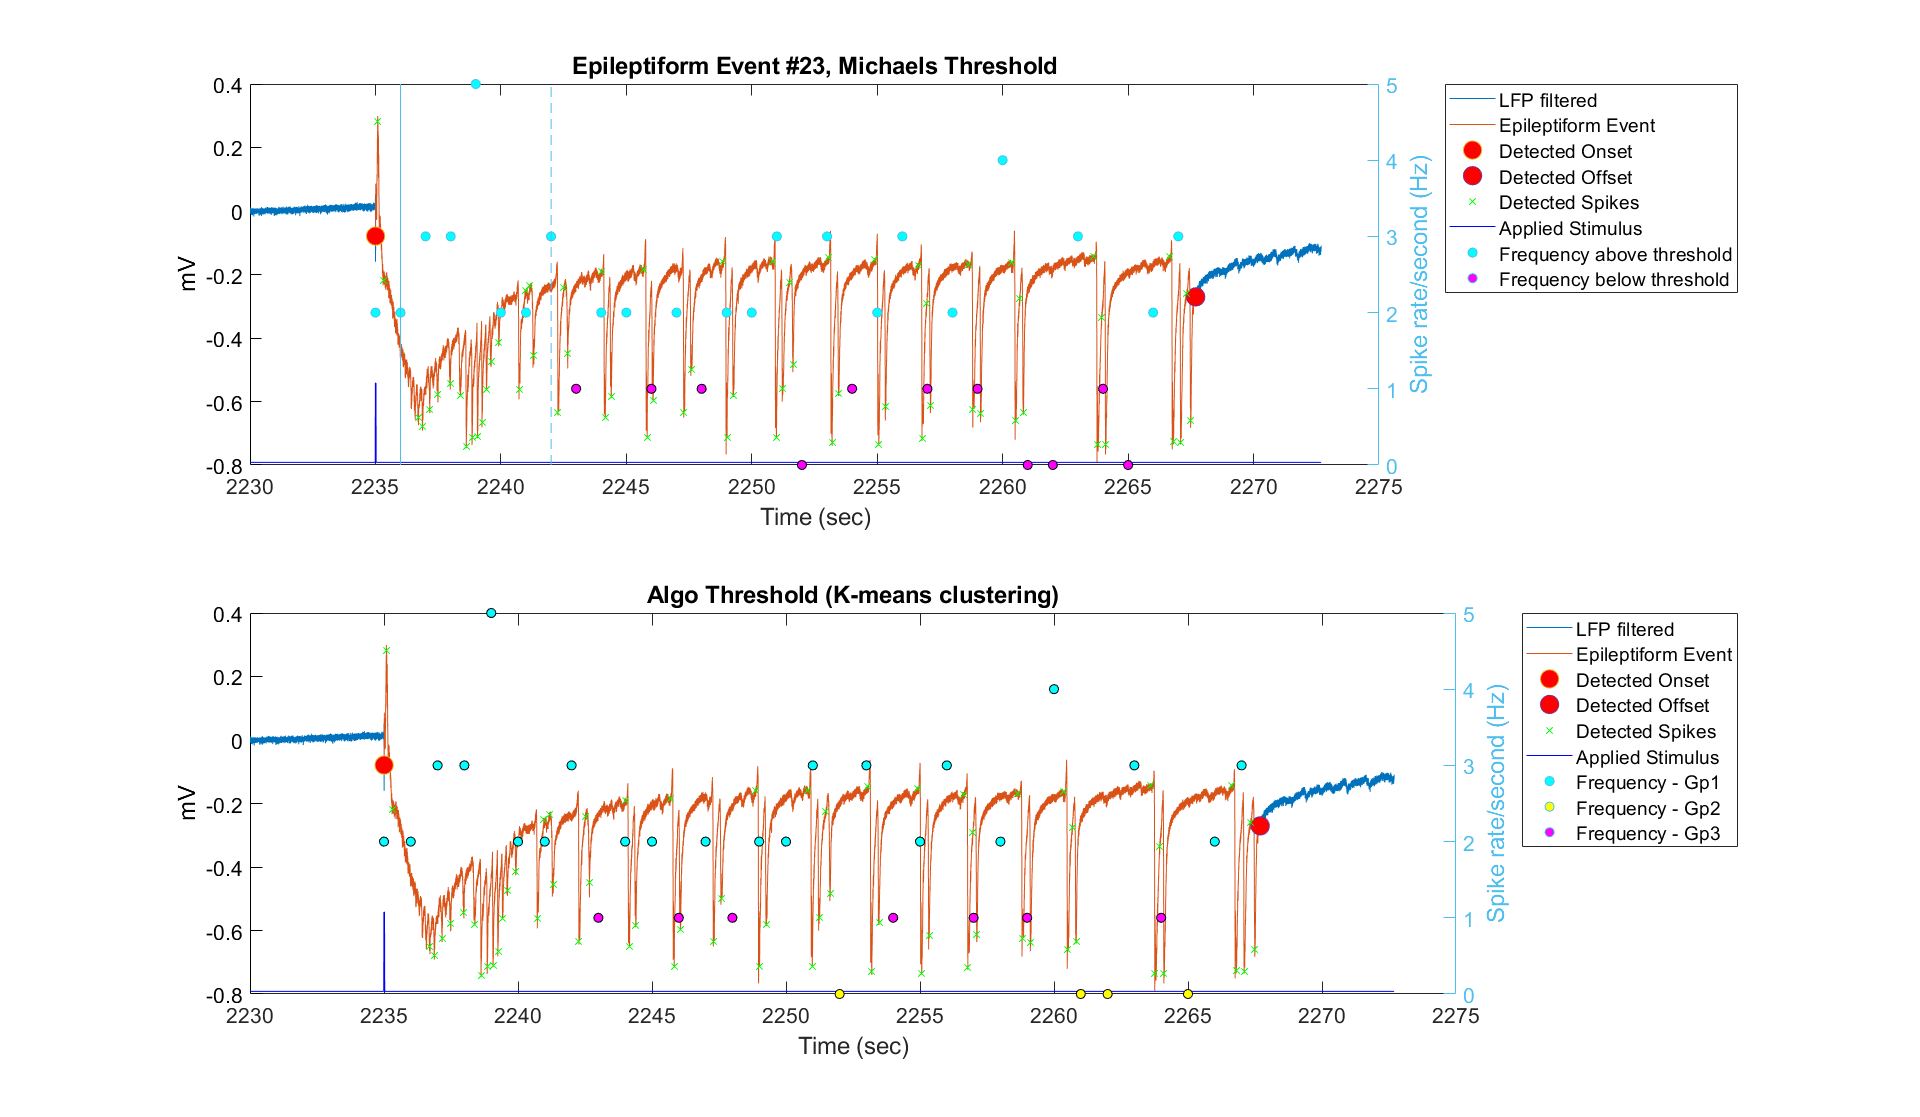 Epileptiform Event #23, Michaels Threshold
0.4
0.2
0
-0.2
-0.4
-0.6
-0.8
mV
5
4
3
2
1
0
Spike rate/second (Hz)
2230 2235 2240 2245 2250 2255 2260 2265 2270 2275
Time (sec)
LFP filtered
Epileptiform Event
Detected Onset
Detected Offset
Detected Spikes
Applied Stimulus
Frequency above threshold
Frequency below threshold
Algo Threshold (K-means clustering)
0.4
0.2
0
-0.2
-0.4
-0.6
-0.8
mV
5
4
3
2
1
0
Spike rate/second (Hz)
2230 2235 2240 2245 2250 2255 2260 2265 2270 2275
Time (sec)
LFP filtered
Epileptiform Event
Detected Onset
Detected Offset
Detected Spikes
Applied Stimulus
Frequency - Gp1
Frequency - Gp2
Frequency - Gp3